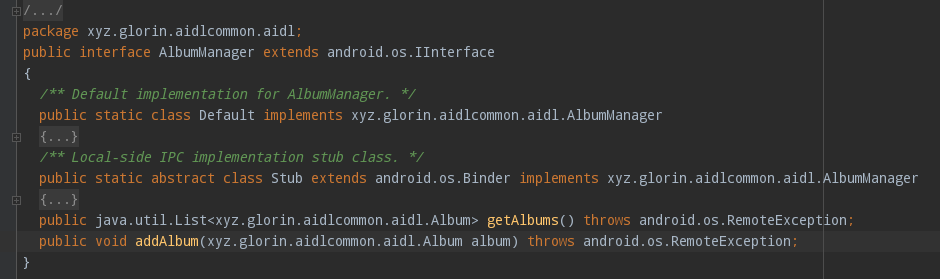 /.../
package xyz.glorin.aidlcommon.aidl;
public interface AlbumManager extends android.os.IInterface
{
/** Default implementation for AlbumManager. */
public static class Default implements xyz.glorin.aidlcommon.aidl.AlbumManager
{...}
/** Local-side IPC implementation stub class. */
public static abstract class Stub extends android.os.Binder implements xyz.glorin.aidlcommon.aidl.AlbumManager
{...}
public java.util.List<xyz.glorin.aidlcommon.aidl.Album> getAlbums() throws android.os.RemoteException;
public void addAlbum(xyz.glorin.aidlcommon.aidl.Album album) throws android.os.RemoteException;
}